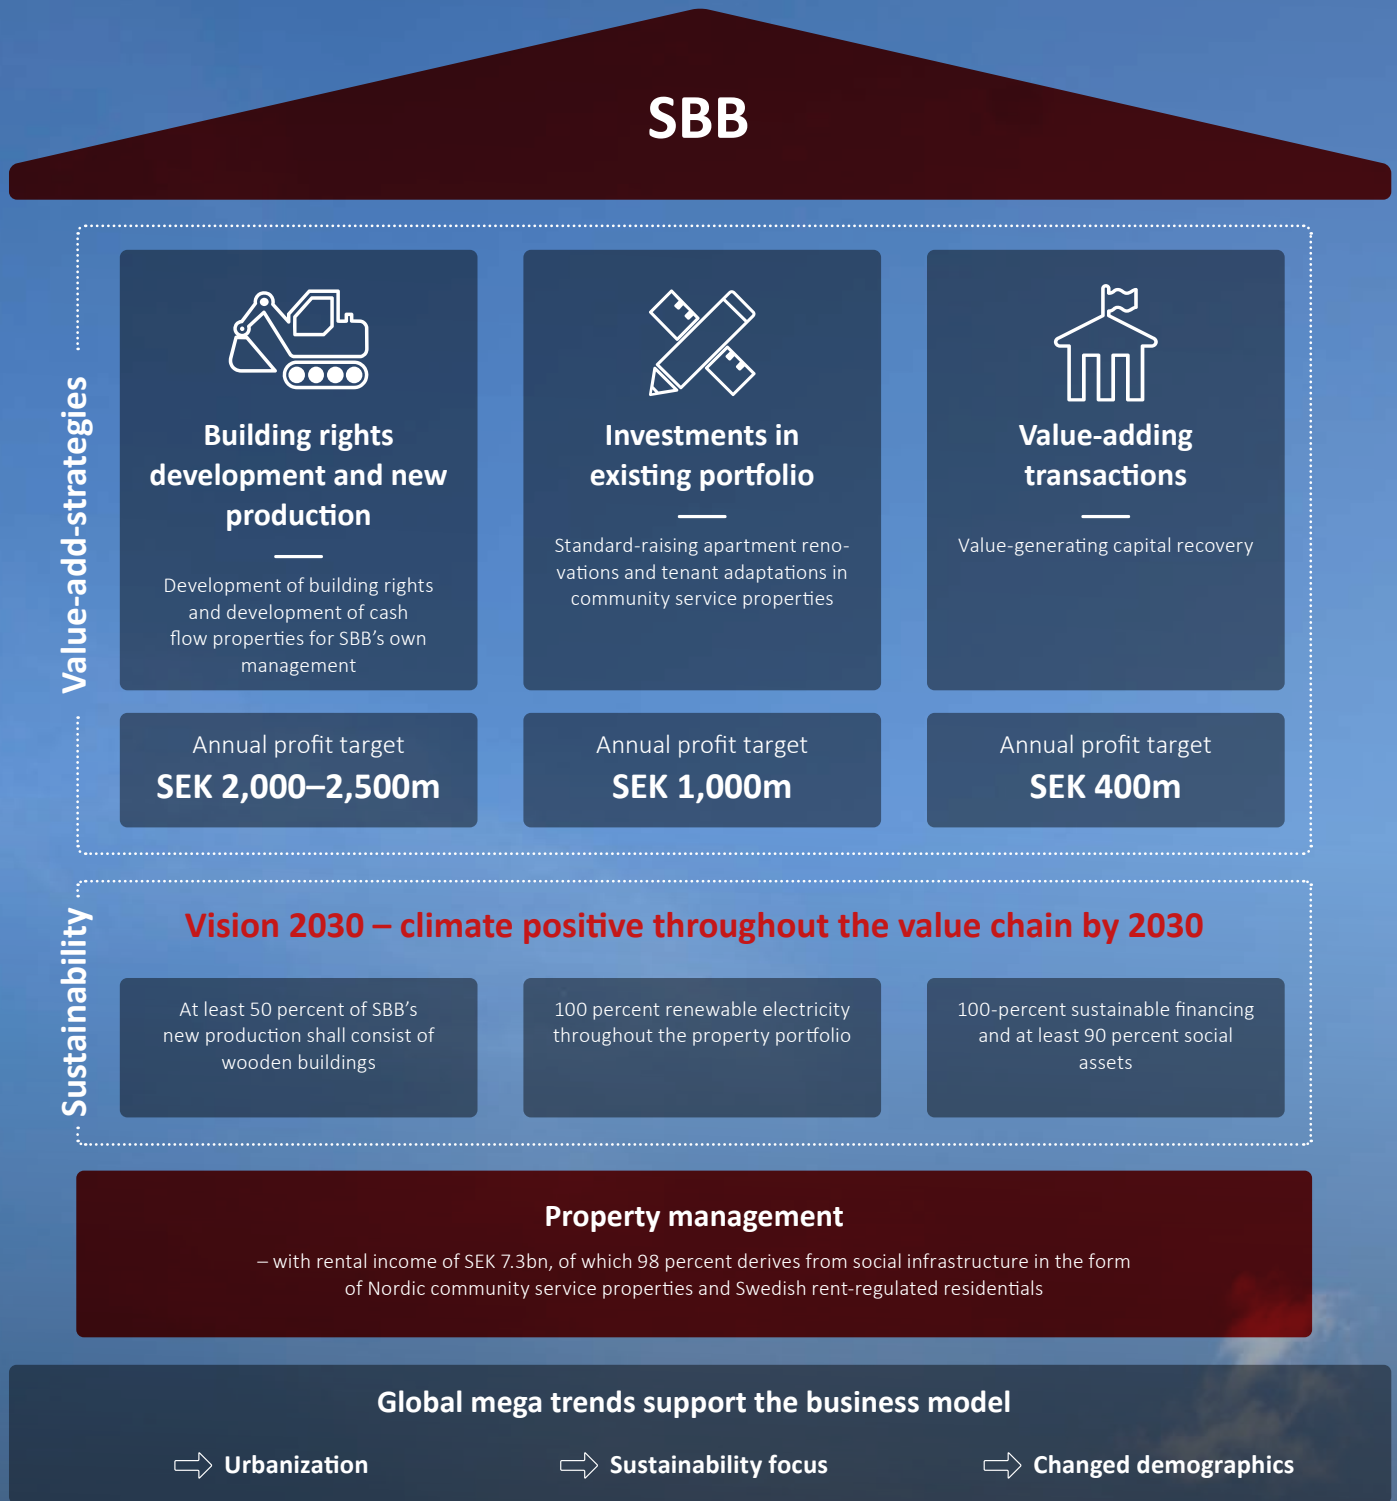 SBB
Value-add-strategies
Building rights
development and new
production
Development of building rights
and development of cash
flow properties for SBB’s own
management
Annual profit target
SEK 2,000–2,500m
Investments in
existing portfolio
Standard-raising apartment reno-
vations and tenant adaptations in
community service properties
Annual profit target
SEK 1,000m
Value-adding
transactions
Value-generating capital recovery
Annual profit target
SEK 400m
Sustainability
Vision 2030 – climate positive throughout the value chain by 2030
At least 50 percent of SBB’s
new production shall consist of
wooden buildings
100 percent renewable electricity
throughout the property portfolio
100-percent sustainable financing
and at least 90 percent social
assets
Property management
– with rental income of SEK 7.3bn, of which 98 percent derives from social infrastructure in the form
of Nordic community service properties and Swedish rent-regulated residentials
Global mega trends support the business model
Urbanization
Sustainability focus
Changed demographics